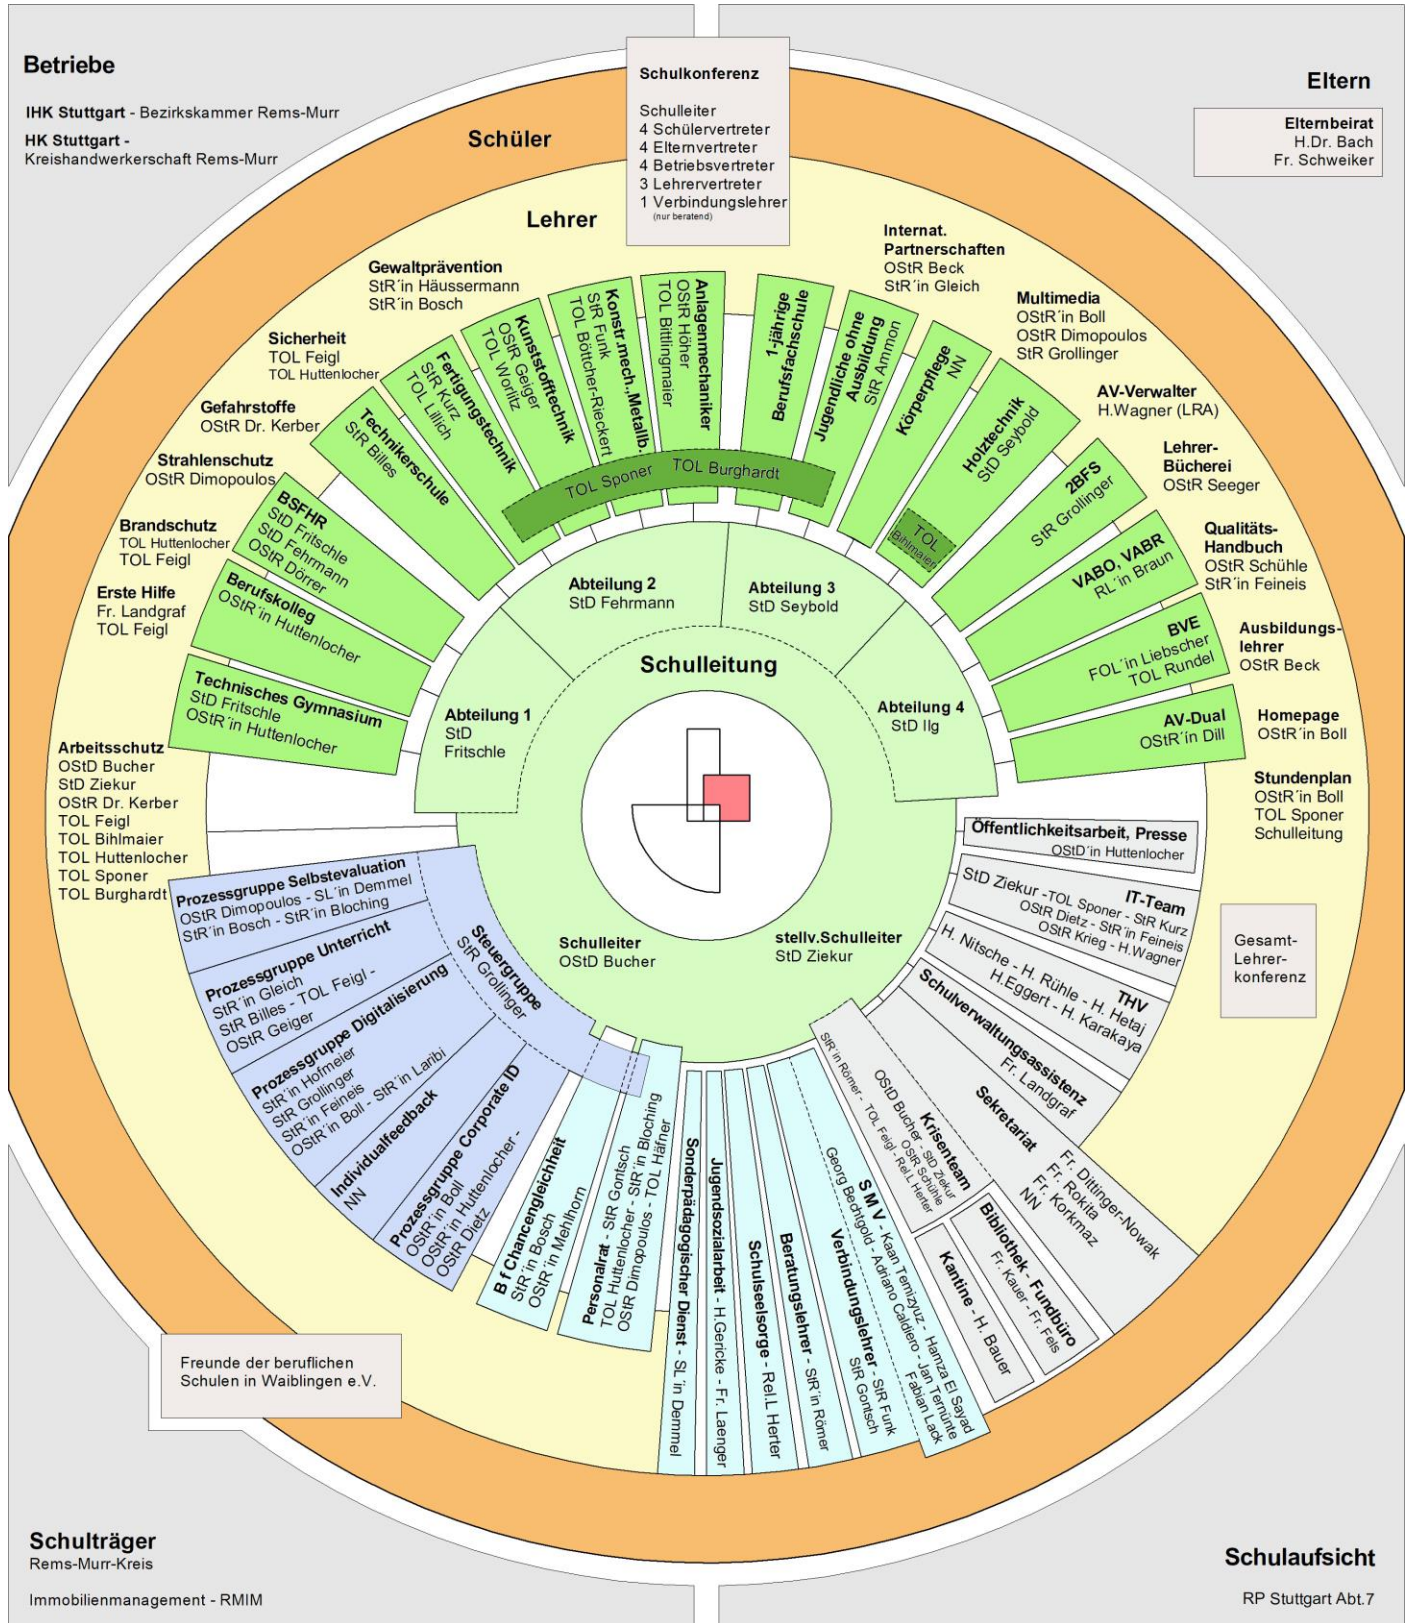 Betriebe
IHK Stuttgart - Bezirkskammer Rems-Murr
HK Stuttgart -
Kreishandwerkerschaft Rems-Murr
Schulkonferenz
Schulleiter
4 Schülervertreter
4 Elternvertreter
4 Betriebsvertreter
3 Lehrervertreter
1 Verbindungslehrer
(nur beratend)
Eltern
Elternbeirat
H.Dr. Bach
Fr. Schweiker
Schüler
Lehrer
Gewaltprävention
StR´in Häussermann
StR´in Bosch
Sicherheit
TOL Feigl
TOL Huttenlocher
Gefahrstoffe
OStR Dr. Kerber
Strahlenschutz
OStR Dimopoulos
Brandschutz
TOL Huttenlocher
TOL Feigl
Erste Hilfe
Fr. Landgraf
TOL Feigl
Arbeitsschutz
OStD Bucher
StD Ziekur
OStR Dr. Kerber
TOL Feigl
TOL Bihlmaier
TOL Huttenlocher
TOL Sponer
TOL Burghardt
Internat.
Partnerschaften
OStR Beck
StR´in Gleich
Multimedia
OStR´in Boll
OStR Dimopoulos
StR Grollinger
AV-Verwalter
H.Wagner (LRA)
Lehrer-
Bücherei
OStR Seeger
Qualitäts-
Handbuch
OStR Schühle
StR´in Feineis
Ausbildungs-
lehrer
OStR Beck
Homepage
OStR´in Boll
Stundenplan
OStR´in Boll
TOL Sponer
Schulleitung
Gesamt-
Lehrer-
konferenz
Technisches Gymnasium
StD Fritschle
OStR´in Huttenlocher
Berufskolleg
OStR´in Huttenlocher
BSFHR
StD Fritschle
StD Fehrmann
OStR Dörrer
Technikerschule
StR Billes
Fertigungstechnik
StR Kurz
TOL Lillich
Kunststofftechnik
OStR Geiger
TOL Worlitz
Konstr.mech.,Metallb.
StR Funk
TOL Böttcher-Rieckert
Anlagenmechaniker
OStR Höher
TOL Bittlingmaier
1-jährige
Berufsfachschule
Jugendliche ohne
Ausbildung
StR Ammon
Körperpflege
NN
Holztechnik
StD Seybold
TOL
Bihlmaier
2BFS
StR Grollinger
VABO, VABR
RL´in Braun
BVE
FOL´in Liebscher
TOL Rundel
AV-Dual
OStR´in Dill
TOL Sponer
TOL Burghardt
Abteilung 1
StD
Fritschle
Abteilung 2
StD Fehrmann
Abteilung 3
StD Seybold
Abteilung 4
StD Ilg
Schulleitung
Schulleiter
OStD Bucher
stellv.Schulleiter
StD Ziekur
Öffentlichkeitsarbeit, Presse
OStD´in Huttenlocher
IT-Team
StD Ziekur -TOL Sponer - StR Kurz
OStR Dietz - StR´in Feineis
OStR Krieg - H.Wagner
THV
H. Nitsche - H. Rühle - H. Hetaj
H.Eggert - H. Karakaya
Schulverwaltungsassistenz
Fr. Landgraf
Sekretariat
Fr. Dittinger-Nowak
Fr. Rokita
Fr. Korkmaz
NN
Krisenteam
OStD Bucher - StD Ziekur
OStR Schühle
StR´in Römer - TOL Feigl - Rel.L Herter
Bibliothek - Fundbüro
Fr. Kauer - Fr. Fels
Kantine - H. Bauer
S M V - Kaan Temizyuz - Hamza El Sayad
Georg Bechtgold - Adriano Caldiero - Jan Ternünte
Fabian Lack
Verbindungslehrer - StR Funk
StR Gontsch
Beratungslehrer - StR´in Römer
Schulseelsorge - Rel.L Herter
Jugendsozialarbeit - H.Gericke - Fr. Laenger
Sonderpädagogischer Dienst - SL´in Demmel
Personalrat - StR Gontsch
TOL Huttenlocher - StR´in Bloching
OStR Dimopoulos - TOL Häfner
B f Chancengleichheit
StR´in Bosch
OStR´in Mehlhorn
Steuergruppe
StR Grollinger
Prozessgruppe Selbstevaluation
OStR Dimopoulos - SL´in Demmel
StR´in Bosch - StR´in Bloching
Prozessgruppe Unterricht
StR´in Gleich
StR Billes - TOL Feigl -
OStR Geiger
Prozessgruppe Digitalisierung
StR´in Hofmeier
StR Grollinger
StR´in Feineis
OStR´in Boll - StR´in Laribi
Individualfeedback
NN
Prozessgruppe Corporate ID
OStR´in Boll
OStR´in Huttenlocher -
OStR Dietz
Freunde der beruflichen
Schulen in Waiblingen e.V.
Schulträger
Rems-Murr-Kreis
Immobilienmanagement - RMIM
Schulaufsicht
RP Stuttgart Abt.7